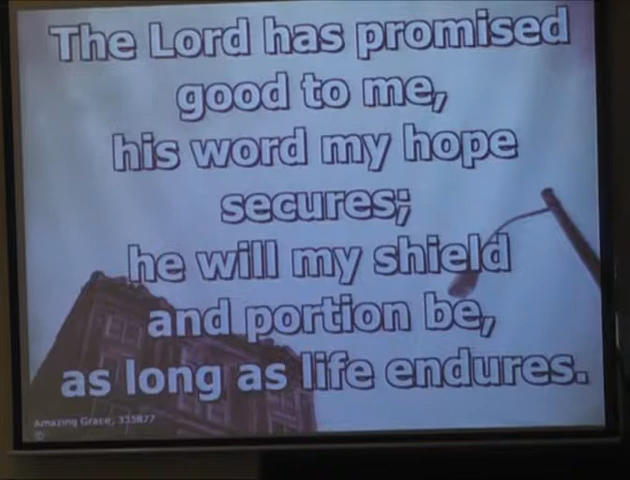 The Lord has promised
good to me,
his word my hope
secures;
he will my shield
and portion be,
as long as life endures.
Amazing Grace, 335877
©